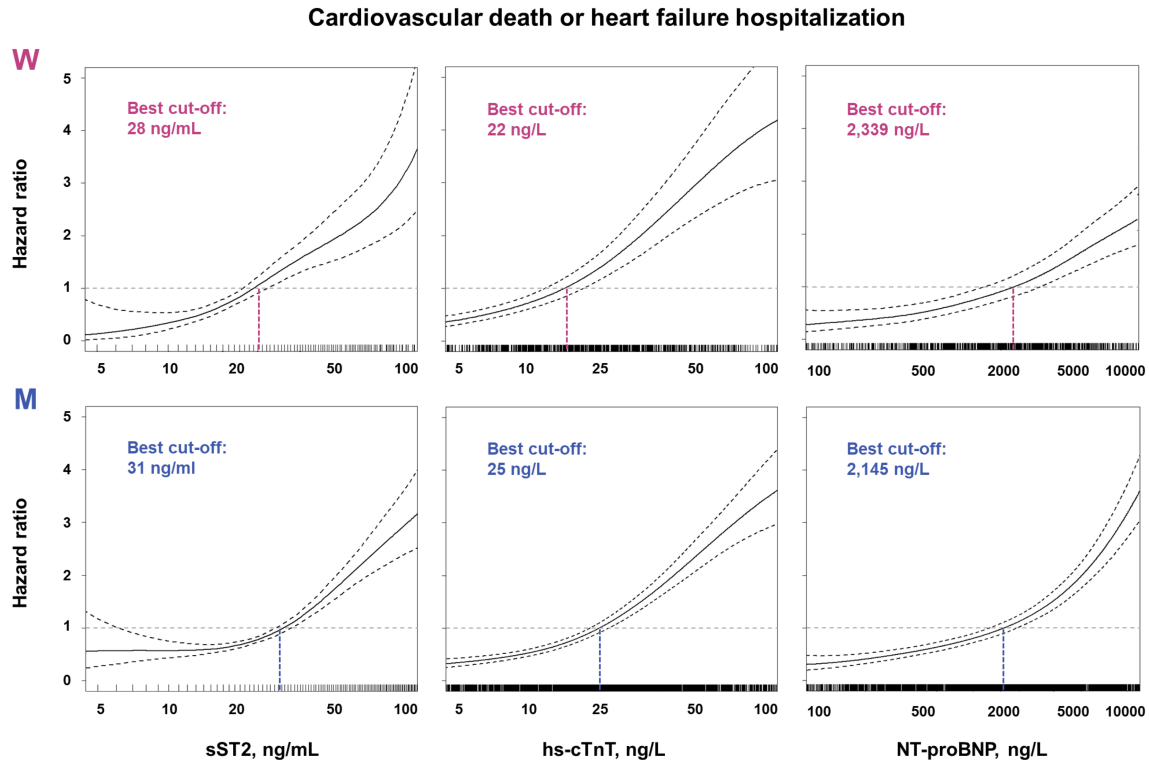 Cardiovascular death or heart failure hospitalization
W
Hazard ratio
5
4
3
2
1
0
Best cut-off:
28 ng/mL
5 10 20 50 100
Best cut-off:
22 ng/L
5 10 25 50 100
Best cut-off:
2,339 ng/L
100 500 2000 5000 10000
M
Hazard ratio
5
4
3
2
1
0
Best cut-off:
31 ng/ml
5 10 20 50 100
Best cut-off:
25 ng/L
5 10 25 50 100
Best cut-off:
2,145 ng/L
100 500 2000 5000 10000
sST2, ng/mL
hs-cTnT, ng/L
NT-proBNP, ng/L